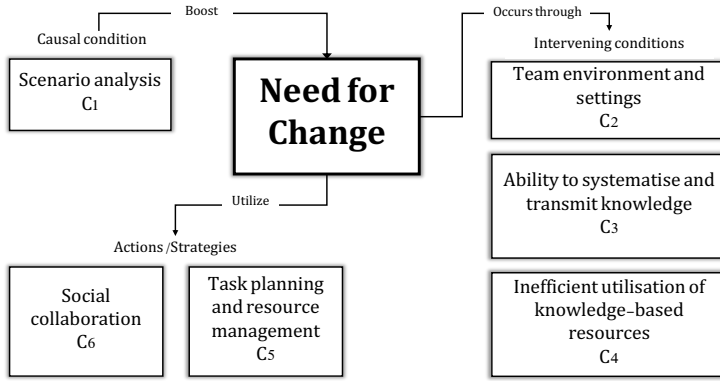 Boost
Occurs through
Causal condition
Intervening conditions
Scenario analysis
C1
Need for
Change
Team environment and
settings
C2
Ability to systematise and
transmit knowledge
C3
Utilize
Actions /Strategies
Social
collaboration
C6
Task planning
and resource
management
C5
Inefficient utilisation of
knowledge-based
resources
C4